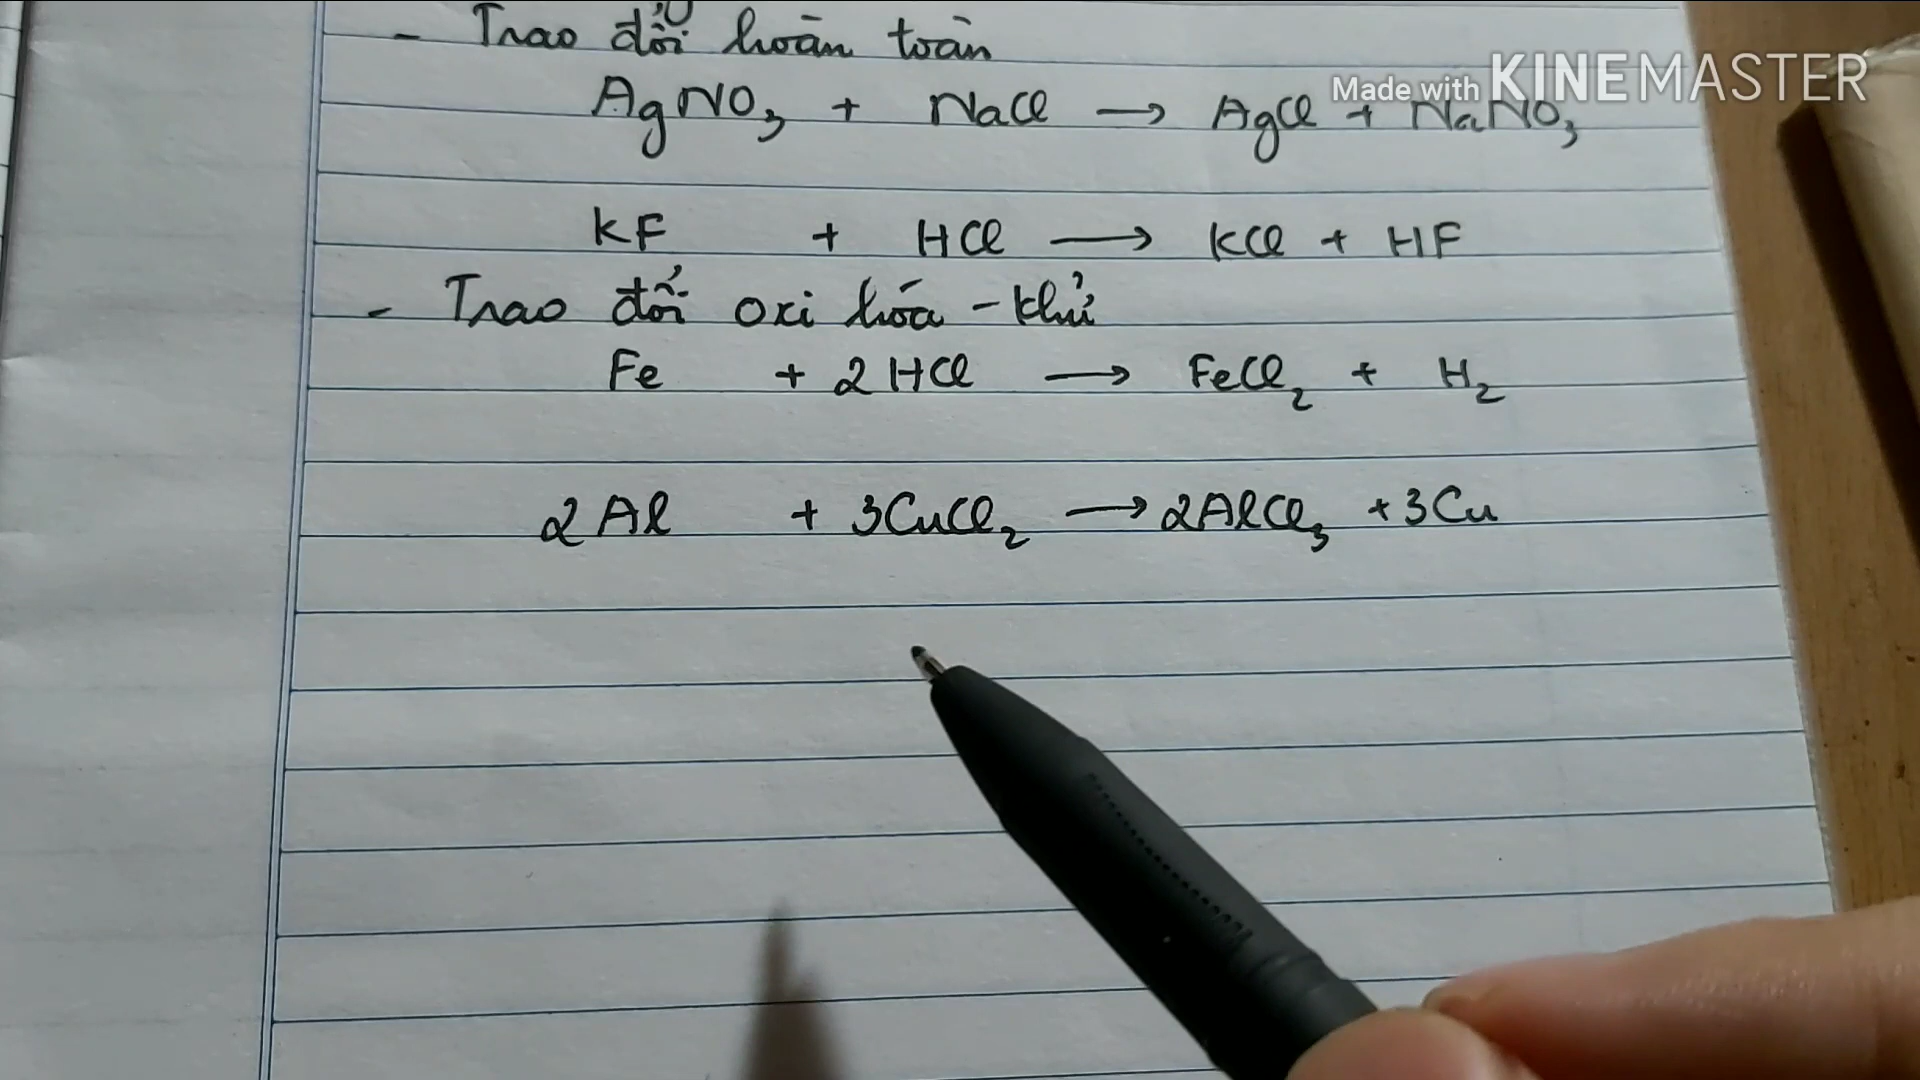 - Trao đổi hoàn toàn
Made with KINEMASTER
AgNO₃ + NaCl → AgCl + NaNO₃
KF + HCl → KCl + HF
- Trao đổi oxi hóa - khử
Fe + 2HCl → FeCl₂ + H₂
2Al + 3CuCl₂ → 2AlCl₃ + 3Cu